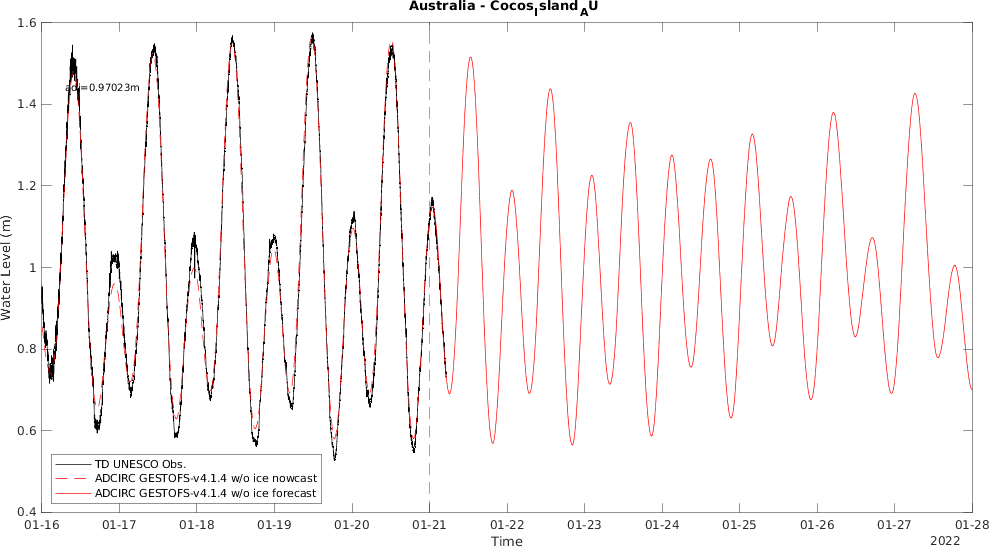 Australia - Cocos_Island_AU
1.6
1.4
1.2
1
0.8
0.6
0.4
Water Level (m)
adj=0.97023m
TD UNESCO Obs.
ADCIRC GESTOFS-v4.1.4 w/o ice nowcast
ADCIRC GESTOFS-v4.1.4 w/o ice forecast
01-16 01-17 01-18 01-19 01-20 01-21 01-22 01-23 01-24 01-25 01-26 01-27 01-28
Time
2022